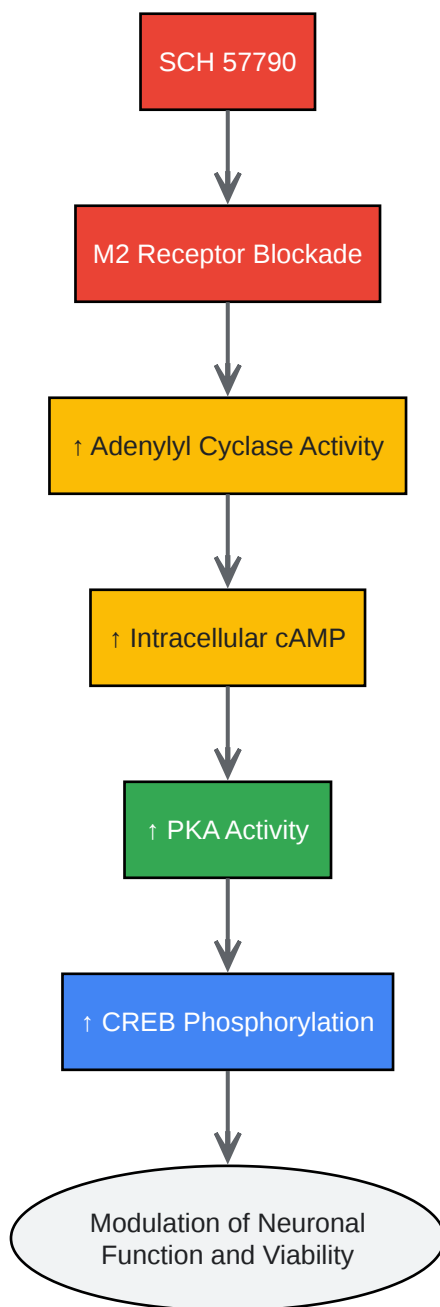 SCH 57790
M2 Receptor Blockade
↑ Adenylyl Cyclase Activity
↑ Intracellular cAMP
↑ PKA Activity
↑ CREB Phosphorylation
Modulation of Neuronal
Function and Viability